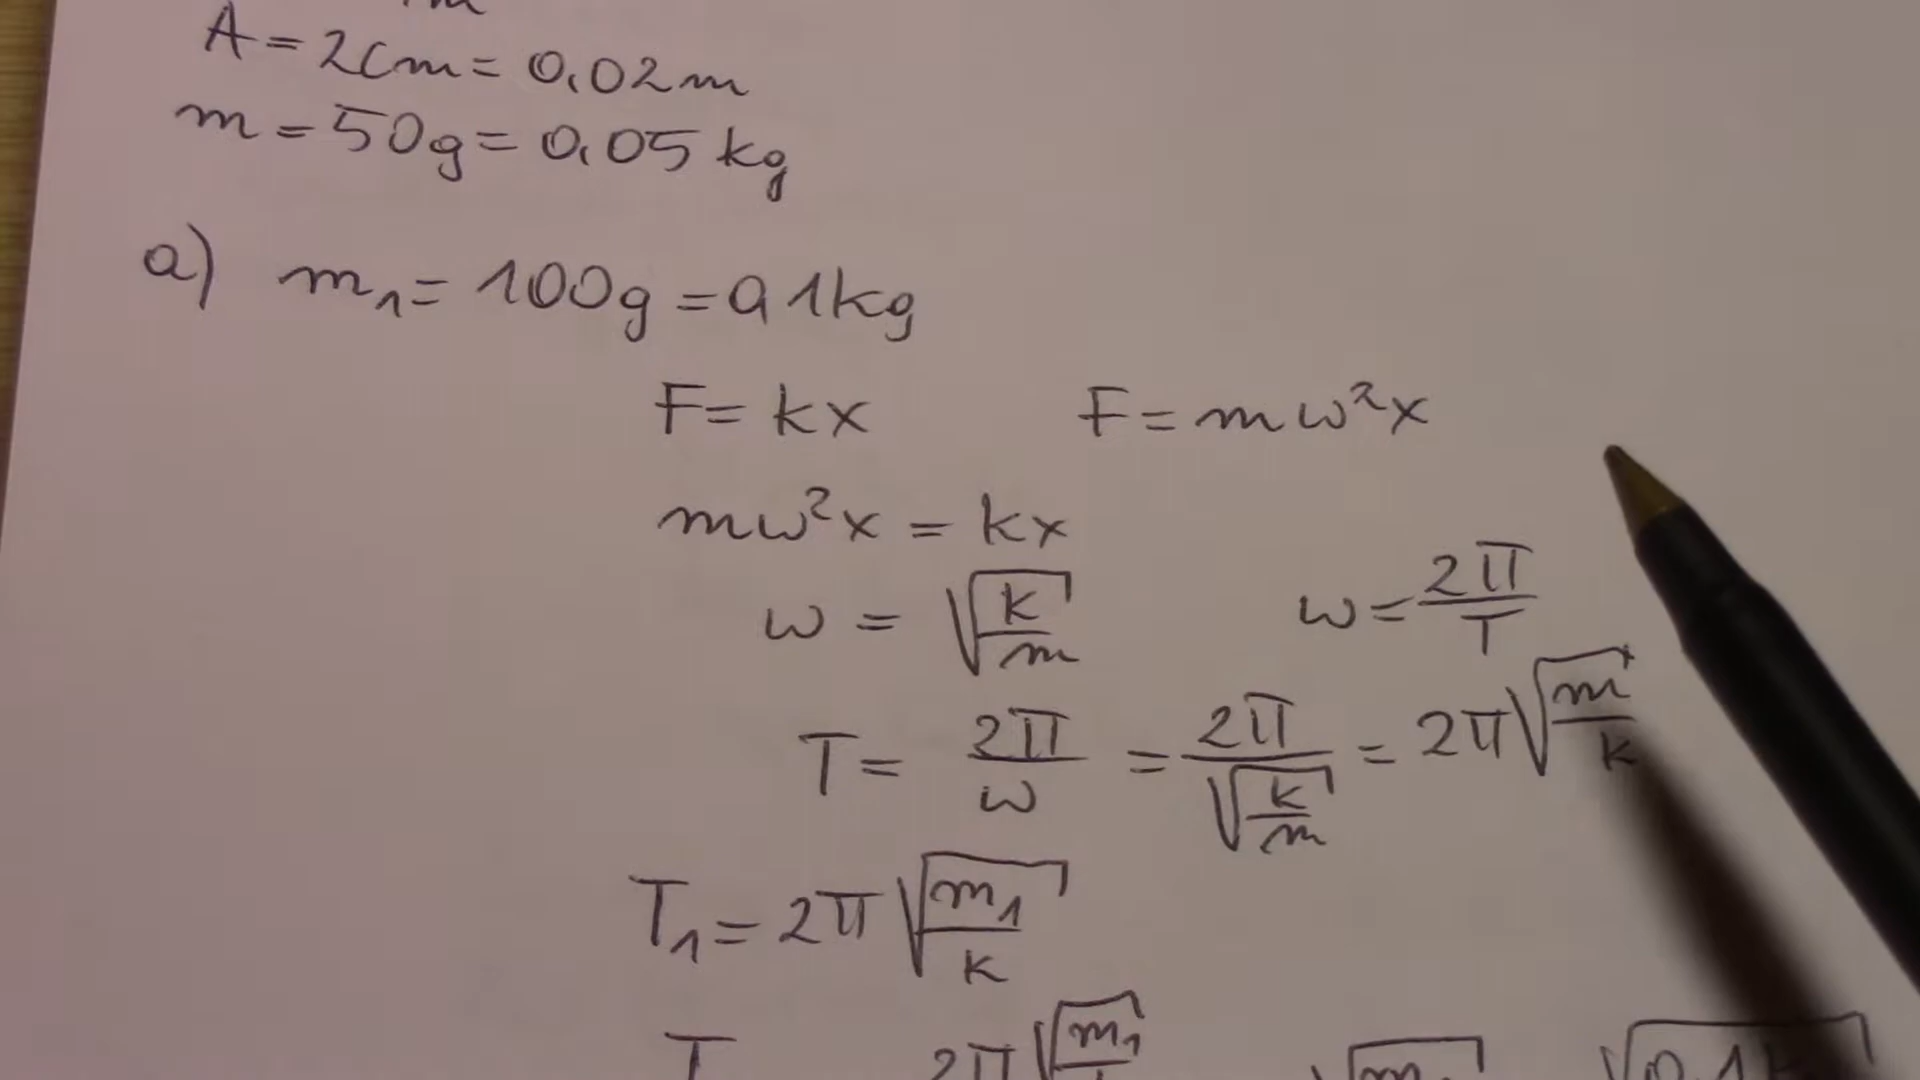 A = 2cm = 0,02m
m = 50g = 0,05 kg
a) m₁ = 100g = 0,1kg
F = kx F = mω²x
mω²x = kx
ω = √(k/m) ω = 2π/T
T = 2π/ω = 2π/√(k/m) = 2π√(m/k)
T₁ = 2π√(m₁/k)